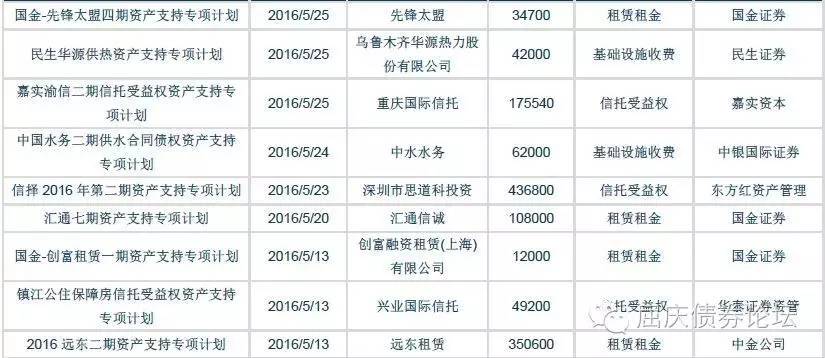 国金-先锋太盟四期资产支持专项计划 2016/5/25 先锋太盟 34700 租赁租金 国金证券
民生华源供热资产支持专项计划 2016/5/25 乌鲁木齐华源热力股份有限公司 42000 基础设施收费 民生证券
嘉实渝信二期信托受益权资产支持专项计划 2016/5/25 重庆国际信托 175540 信托受益权 嘉实资本
中国水务二期供水合同债权资产支持专项计划 2016/5/24 中水水务 62000 基础设施收费 中银国际证券
信择 2016 年第二期资产支持专项计划 2016/5/23 深圳市思道科投资 436800 信托受益权 东方红资产管理
汇通七期资产支持专项计划 2016/5/20 汇通信诚 108000 租赁租金 国金证券
国金-创富租赁一期资产支持专项计划 2016/5/13 创富融资租赁(上海)有限公司 12000 租赁租金 国金证券
镇江公住保障房信托受益权资产支持专项计划 2016/5/13 兴业国际信托 49200 托受益权 华泰证券资管
2016 远东二期资产支持专项计划 2016/5/13 远东租赁 350600 租赁租金 中金公司
屈庆债券论坛